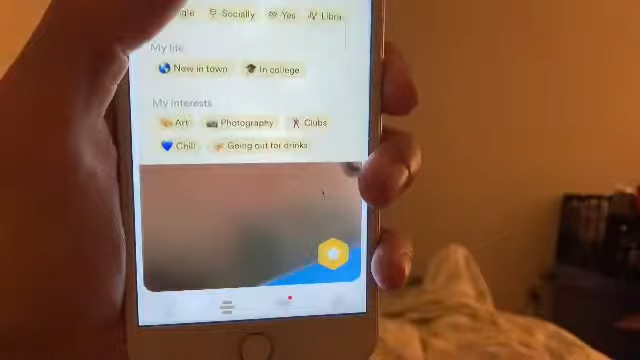 Socially Yes Libra
My life
New in town In college
My interests
Art Photography Clubs
Chill Going out for drinks